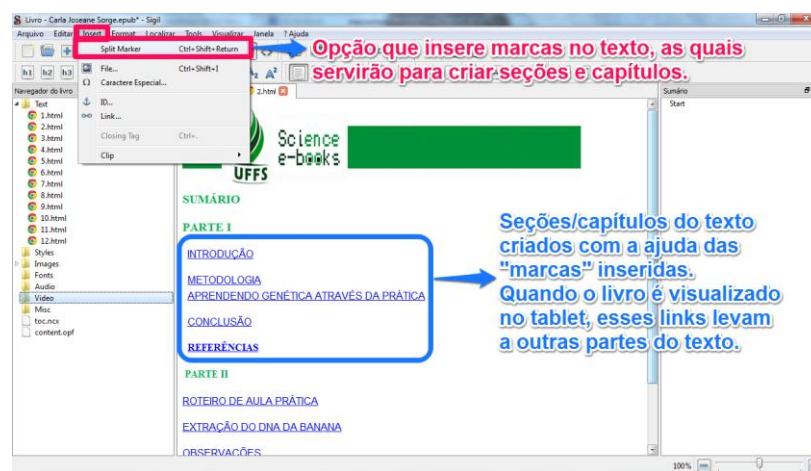 Livro - Carla Joseane Sorge.epub* - Sigil
Arquivo Editar Insert Format Localizar Tools Visualizar Janela ? Ajuda
Split Marker Ctrl+Shift+Return
File... Ctrl+Shift+I
Caractere Especial...
ID...
Link...
Closing Tag Ctrl+.
Clip
Opção que insere marcas no texto, as quais
servirão para criar seções e capítulos.
h1 h2 h3
Navegador do livro
Text
1.html
2.html
3.html
4.html
5.html
6.html
7.html
8.html
9.html
10.html
11.html
12.html
Styles
Images
Fonts
Audio
Video
Misc
toc.ncx
content.opf
2.html
Science
e-books
UFFS
SUMÁRIO
PARTE I
INTRODUÇÃO
METODOLOGIA
APRENDENDO GENÉTICA ATRAVÉS DA PRÁTICA
CONCLUSÃO
REFERÊNCIAS
PARTE II
ROTEIRO DE AULA PRÁTICA
EXTRAÇÃO DO DNA DA BANANA
OBSERVAÇÕES
Sumário
Start
Seções/capítulos do texto
criados com a ajuda das
"marcas" inseridas.
Quando o livro é visualizado
no tablet, esses links levam
a outras partes do texto.
100%